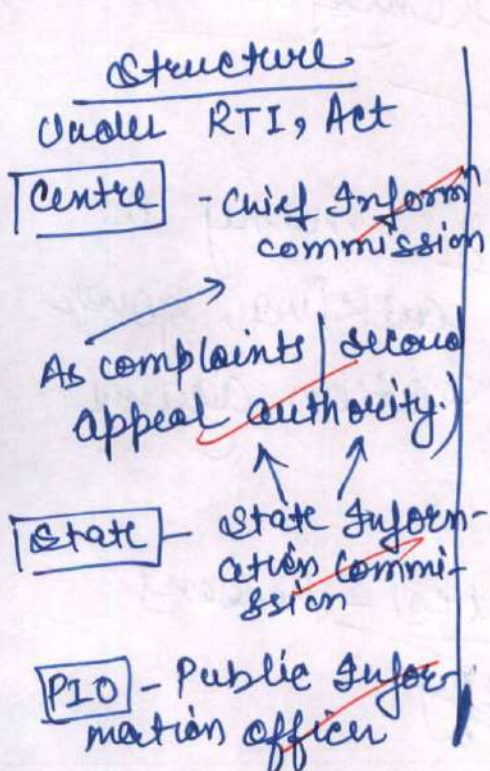 Structure
Under RTI, Act
Centre - Chief Inform
commission
As complaints | second
appeal authority.)
State - State Inform-
ation Commi-
ssion
PIO - Public Infor-
mation officer